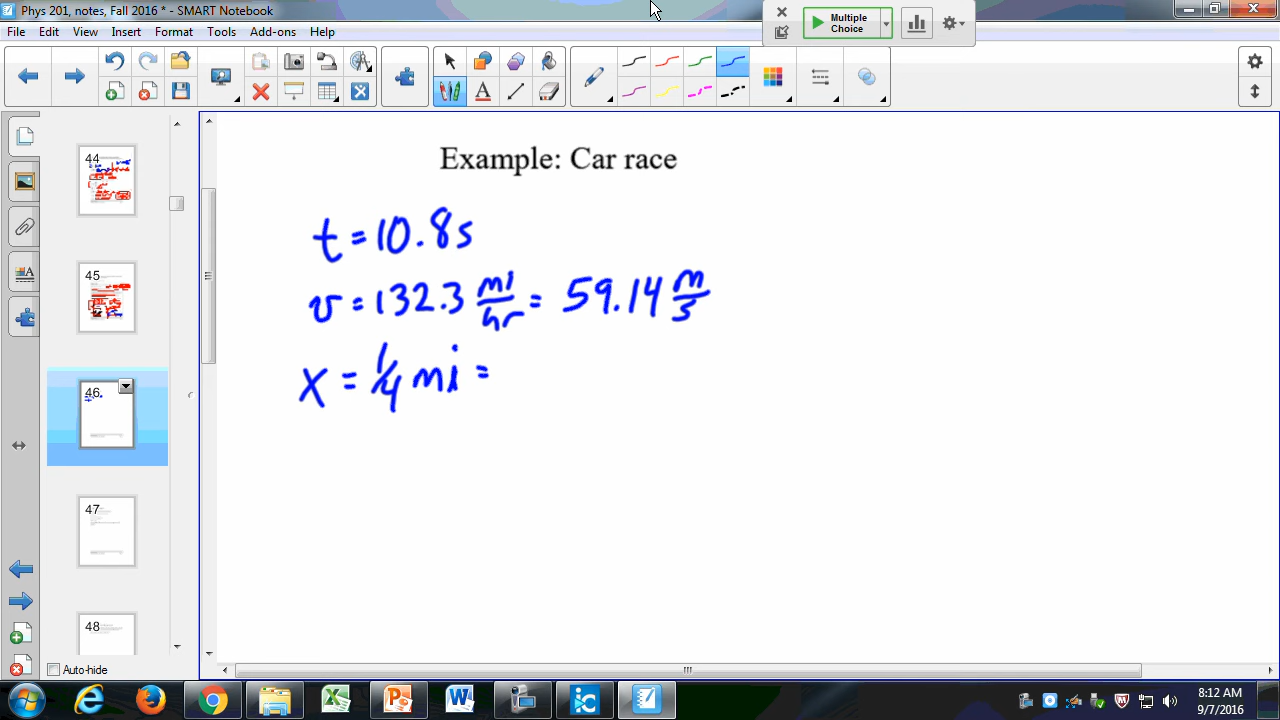 Phys 201, notes, Fall 2016 * - SMART Notebook
Multiple
Choice
File Edit View Insert Format Tools Add-ons Help
44
45
46
47
48
Example: Car race
t = 10.8s
v = 132.3 mi/hr = 59.14 m/s
x = 1/4 mi =
Auto-hide
8:12 AM
9/7/2016